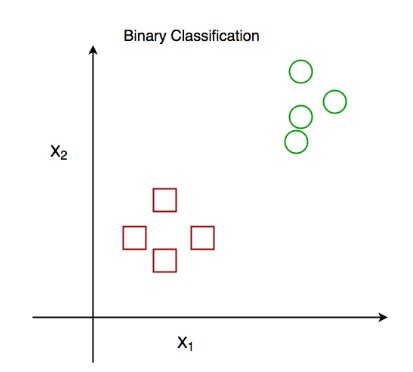 Binary Classification
X₂
X₁